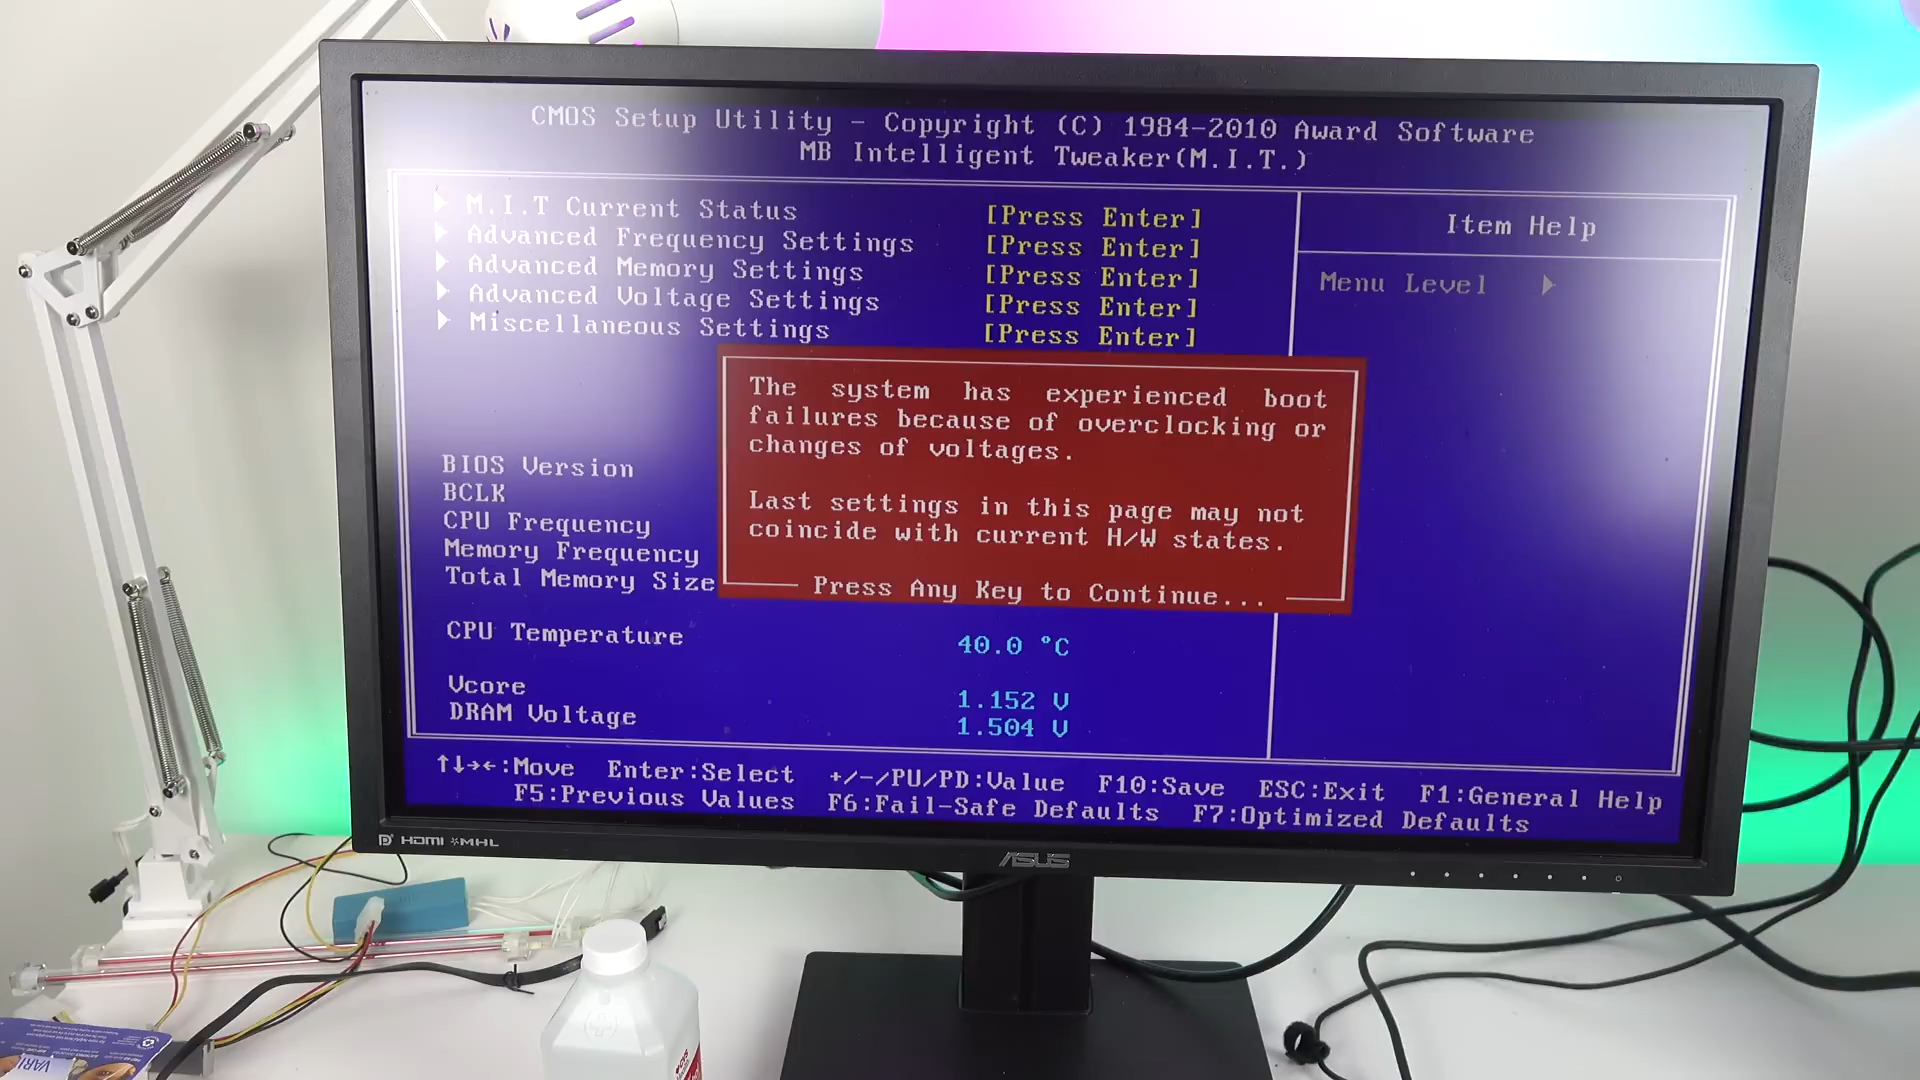 CMOS Setup Utility - Copyright (C) 1984-2010 Award Software
MB Intelligent Tweaker(M.I.T.)
M.I.T Current Status [Press Enter]
Advanced Frequency Settings [Press Enter]
Advanced Memory Settings [Press Enter]
Advanced Voltage Settings [Press Enter]
Miscellaneous Settings [Press Enter]
Item Help
Menu Level
The system has experienced boot
failures because of overclocking or
changes of voltages.
Last settings in this page may not
coincide with current H/W states.
Press Any Key to Continue...
BIOS Version
BCLK
CPU Frequency
Memory Frequency
Total Memory Size
CPU Temperature 40.0 °C
Vcore 1.152 V
DRAM Voltage 1.504 V
↑↓→←:Move Enter:Select +/-/PU/PD:Value F10:Save ESC:Exit F1:General Help
F5:Previous Values F6:Fail-Safe Defaults F7:Optimized Defaults
HDMI MHL
ASUS
VARI